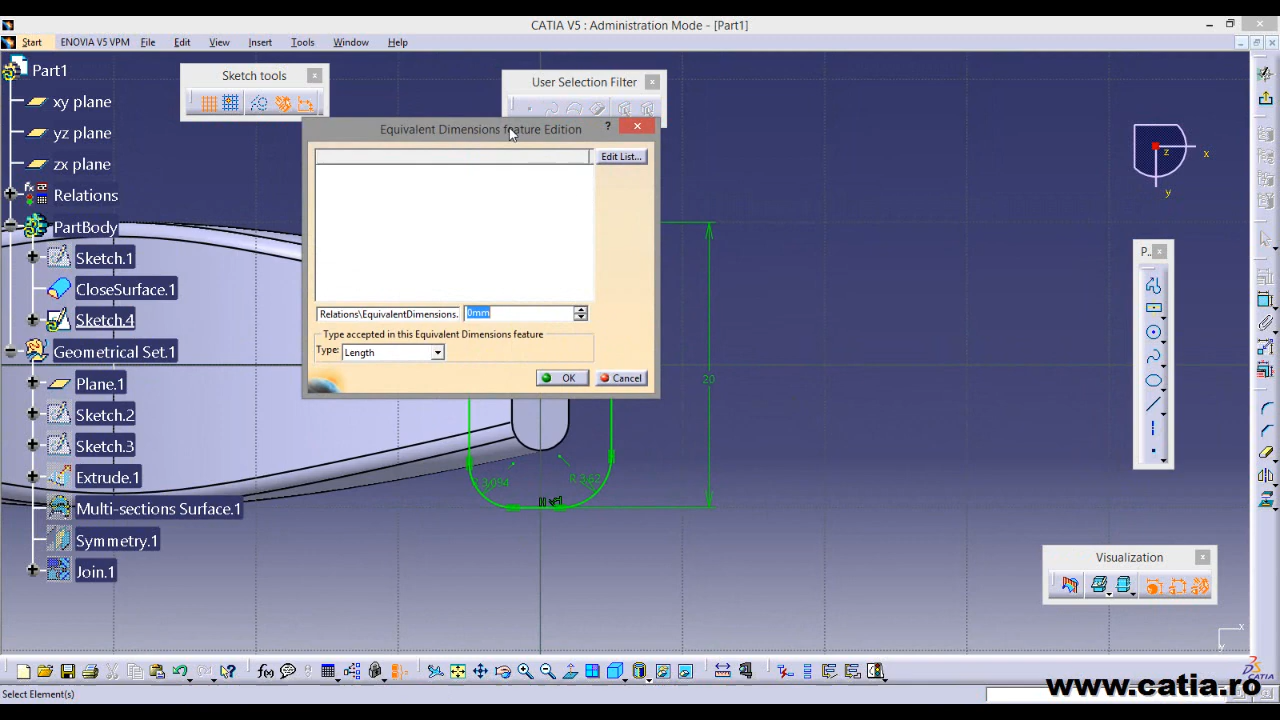 CATIA V5 : Administration Mode - [Part1]
Start ENOVIA V5 VPM File Edit View Insert Tools Window Help
Part1
xy plane
yz plane
zx plane
Relations
PartBody
Sketch.1
CloseSurface.1
Sketch.4
Geometrical Set.1
Plane.1
Sketch.2
Sketch.3
Extrude.1
Multi-sections Surface.1
Symmetry.1
Join.1
Sketch tools
User Selection Filter
Equivalent Dimensions feature Edition
Edit List...
Relations\EquivalentDimensions. 0mm
Type accepted in this Equivalent Dimensions feature
Type: Length
OK Cancel
20
H
z
x
y
P..
Visualization
x
y
Select Element(s)
www.catia.ro